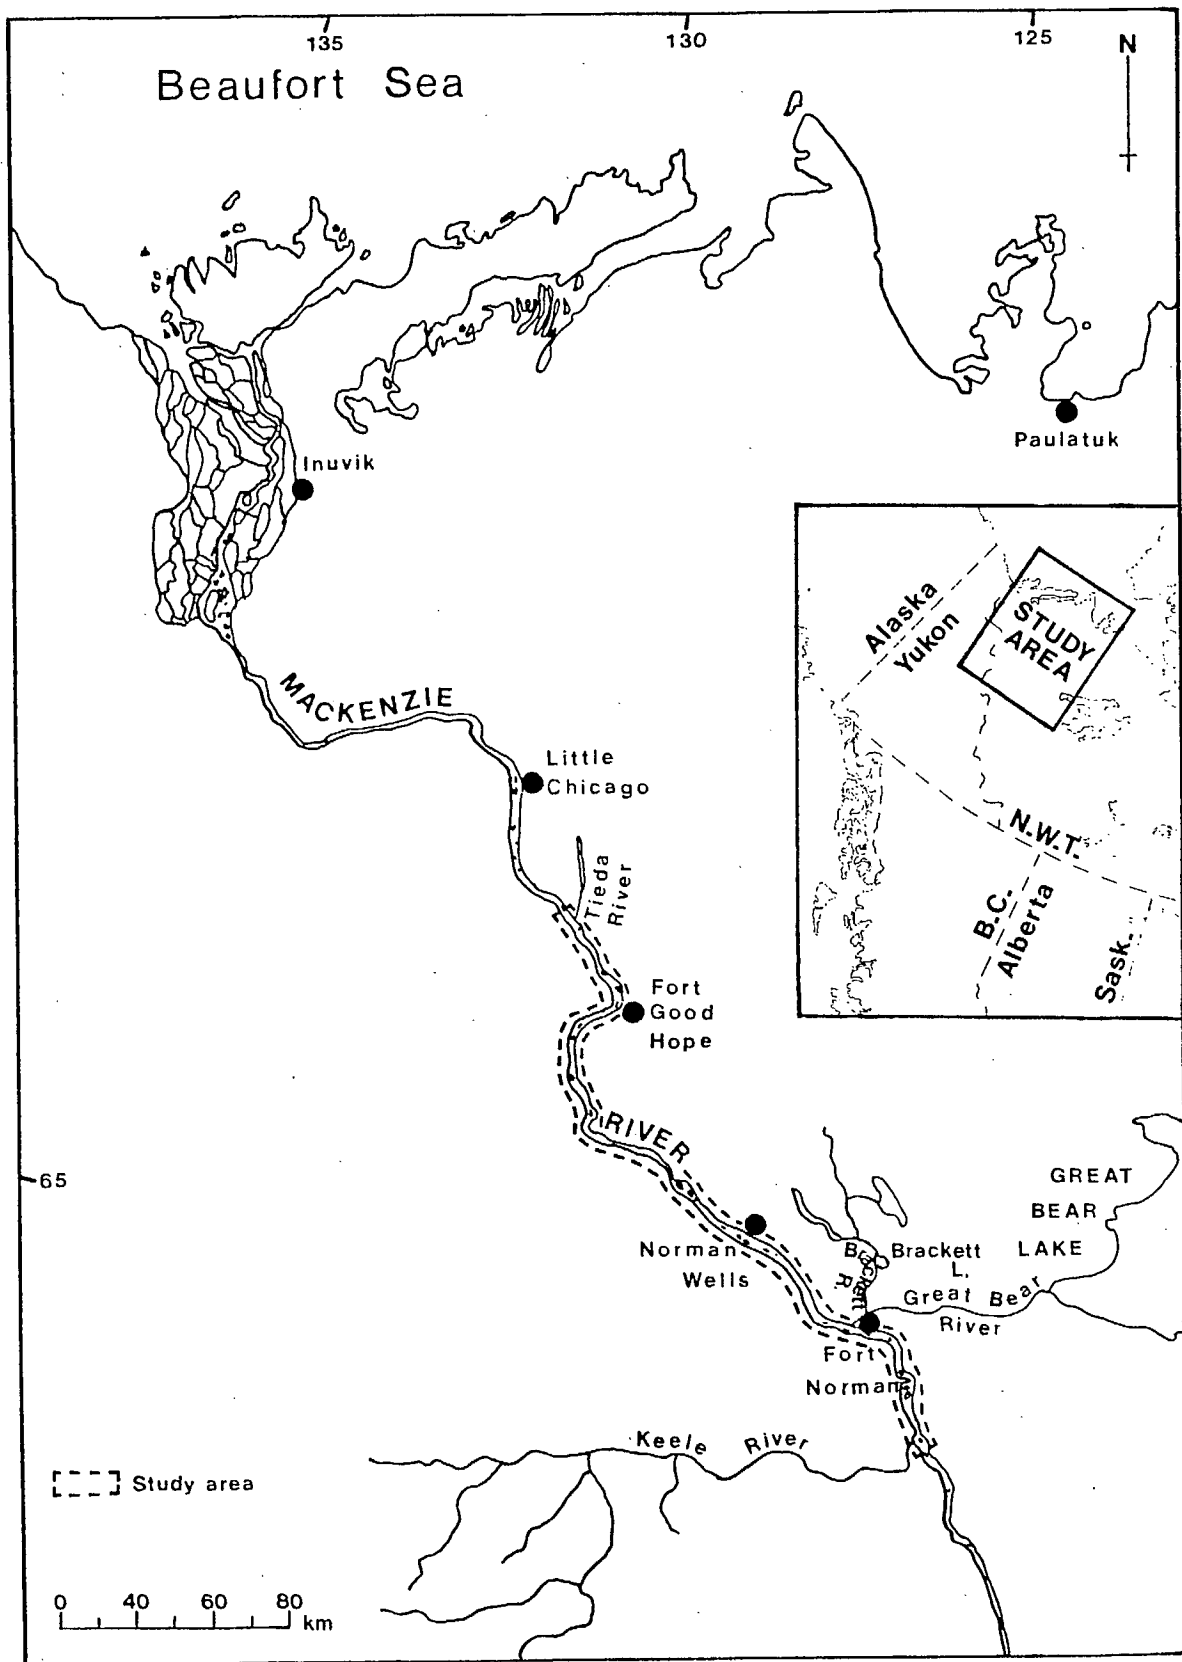 135
130
125
N
Beaufort Sea
Paulatuk
Inuvik
Alaska
Yukon
STUDY
AREA
N.W.T.
B.C.
Alberta
Sask.
MACKENZIE
Little
Chicago
Tieda
River
Fort
Good
Hope
RIVER
65
GREAT
BEAR
LAKE
Norman
Wells
Brackett
R.
Brackett
L.
Great Bear
River
Fort
Norman
Keele River
Study area
0 40 60 80
km